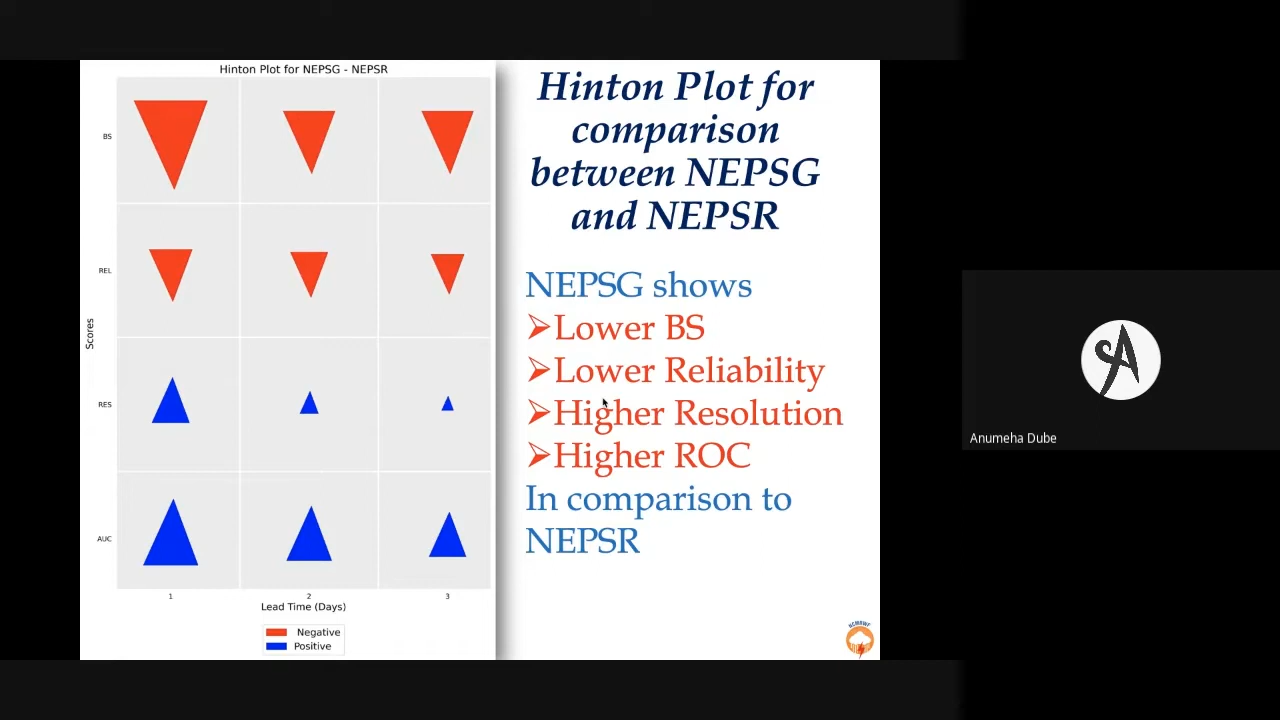 Hinton Plot for NEPSG - NEPSR
BS
REL
RES
AUC
Scores
1
2
3
Lead Time (Days)
Negative
Positive
Hinton Plot for
comparison
between NEPSG
and NEPSR
NEPSG shows
➢Lower BS
➢Lower Reliability
➢Higher Resolution
➢Higher ROC
In comparison to
NEPSR
NCMRWF
Anumeha Dube